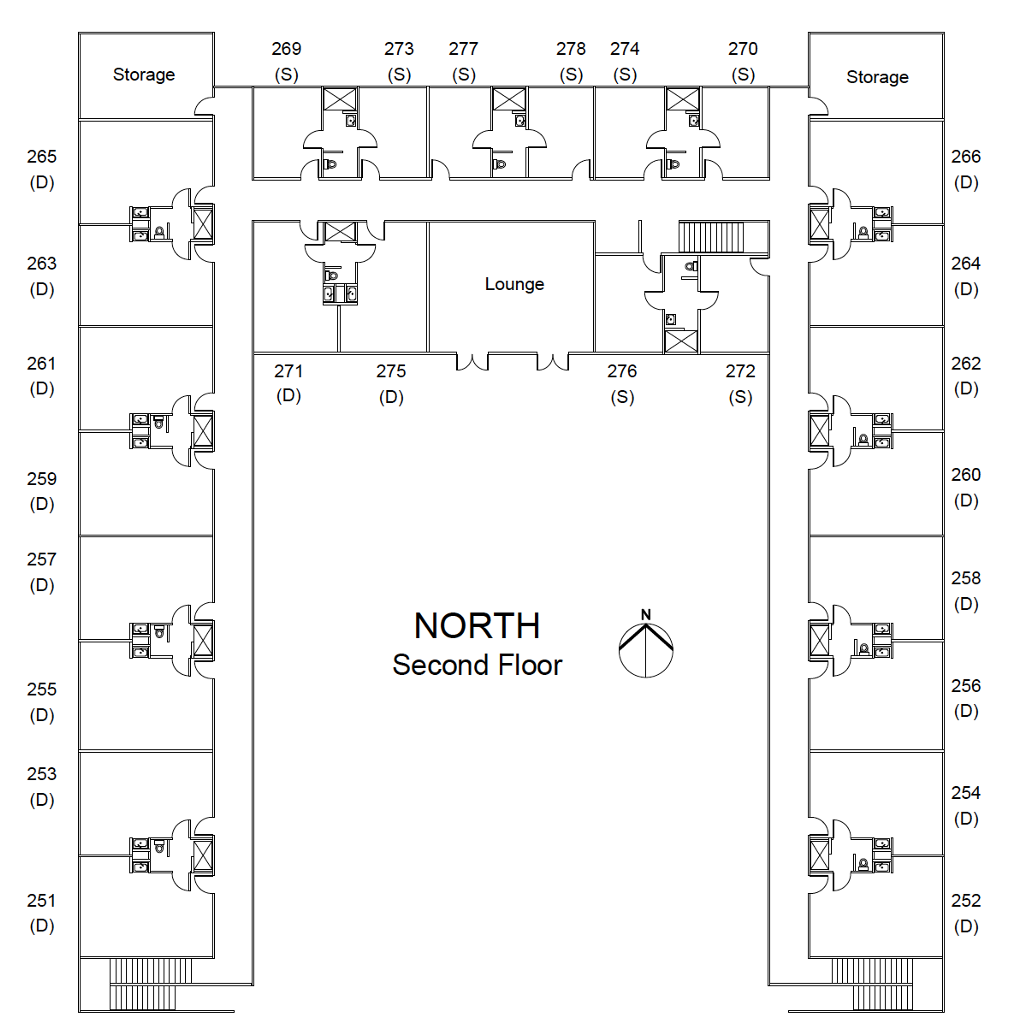 269 273 277 278 274 270
(S) (S) (S) (S) (S) (S)
Storage Storage
265 266
(D) (D)
263 Lounge 264
(D) (D)
261 271 275 276 272 262
(D) (D) (D) (S) (S) (D)
259 260
(D) (D)
257 258
(D) (D)
NORTH N
Second Floor
255 256
(D) (D)
253 254
(D) (D)
251 252
(D) (D)